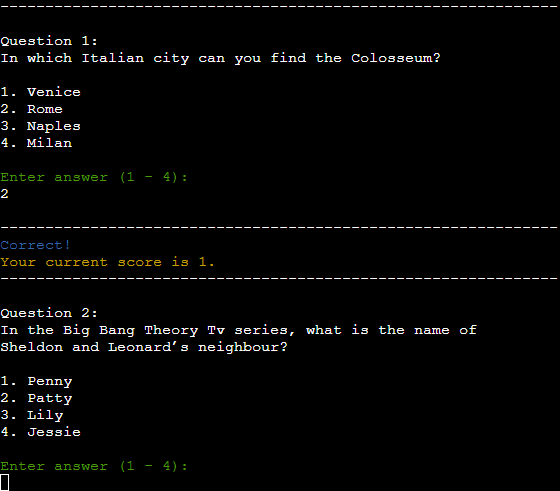 --------------------------------------------------------------
Question 1:
In which Italian city can you find the Colosseum?
1. Venice
2. Rome
3. Naples
4. Milan
Enter answer (1 - 4):
2
--------------------------------------------------------------
Correct!
Your current score is 1.
--------------------------------------------------------------
Question 2:
In the Big Bang Theory Tv series, what is the name of
Sheldon and Leonard’s neighbour?
1. Penny
2. Patty
3. Lily
4. Jessie
Enter answer (1 - 4):